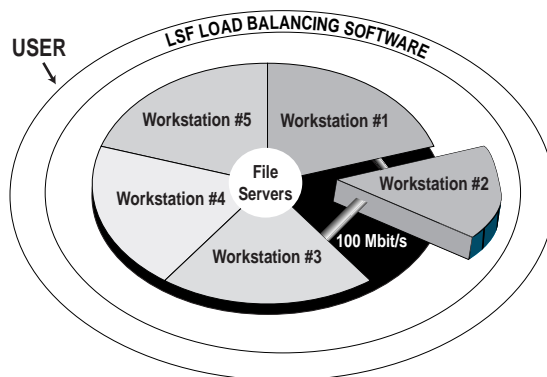 LSF LOAD BALANCING SOFTWARE
USER
Workstation #5
Workstation #1
File
Servers
Workstation #2
Workstation #4
100 Mbit/s
Workstation #3